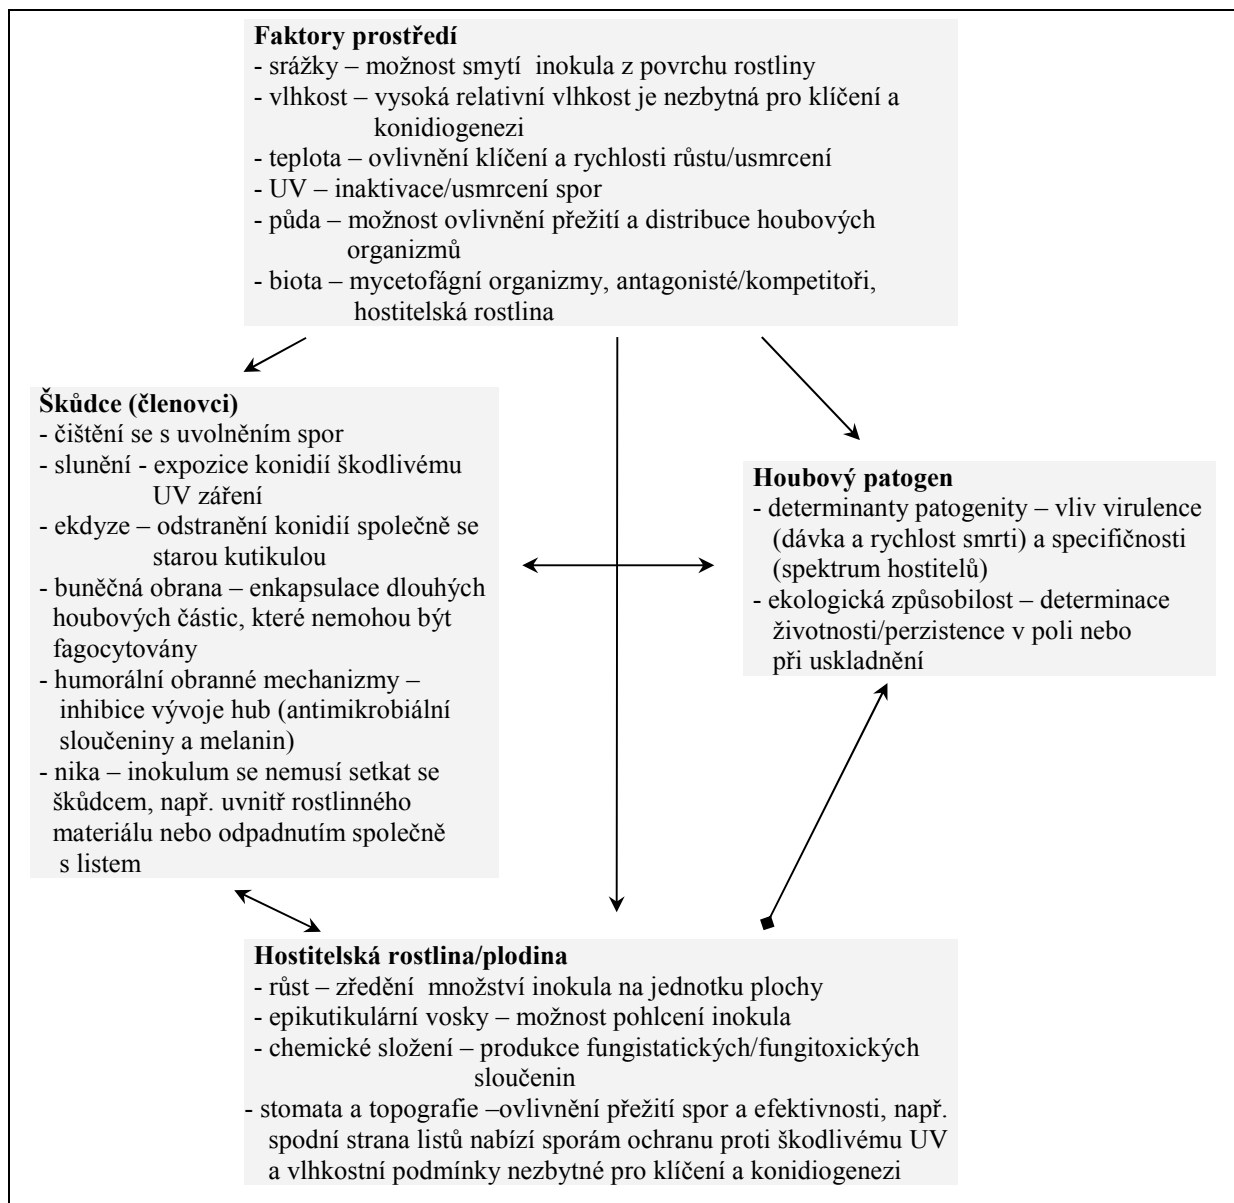 Faktory prostředí
- srážky – možnost smytí  inokula z povrchu rostliny
- vlhkost – vysoká relativní vlhkost je nezbytná pro klíčení a
konidiogenezi
- teplota – ovlivnění klíčení a rychlosti růstu/usmrcení
- UV – inaktivace/usmrcení spor
- půda – možnost ovlivnění přežití a distribuce houbových
organizmů
- biota – mycetofágní organizmy, antagonisté/kompetitoři,
hostitelská rostlina
Škůdce (členovci)
- čištění se s uvolněním spor
- slunění - expozice konidií škodlivému
UV záření
- ekdyze – odstranění konidií společně se
starou kutikulou
- buněčná obrana – enkapsulace dlouhých
houbových částic, které nemohou být
fagocytovány
- humorální obranné mechanizmy –
inhibice vývoje hub (antimikrobiální
sloučeniny a melanin)
- nika – inokulum se nemusí setkat se
škůdcem, např. uvnitř rostlinného
materiálu nebo odpadnutím společně
s listem
Houbový patogen
- determinanty patogenity – vliv virulence
(dávka a rychlost smrti) a specifičnosti
(spektrum hostitelů)
- ekologická způsobilost – determinace
životnosti/perzistence v poli nebo
při uskladnění
Hostitelská rostlina/plodina
- růst – zředění  množství inokula na jednotku plochy
- epikutikulární vosky – možnost pohlcení inokula
- chemické složení – produkce fungistatických/fungitoxických
sloučenin
- stomata a topografie –ovlivnění přežití spor a efektivnosti, např.
spodní strana listů nabízí sporám ochranu proti škodlivému UV
a vlhkostní podmínky nezbytné pro klíčení a konidiogenezi